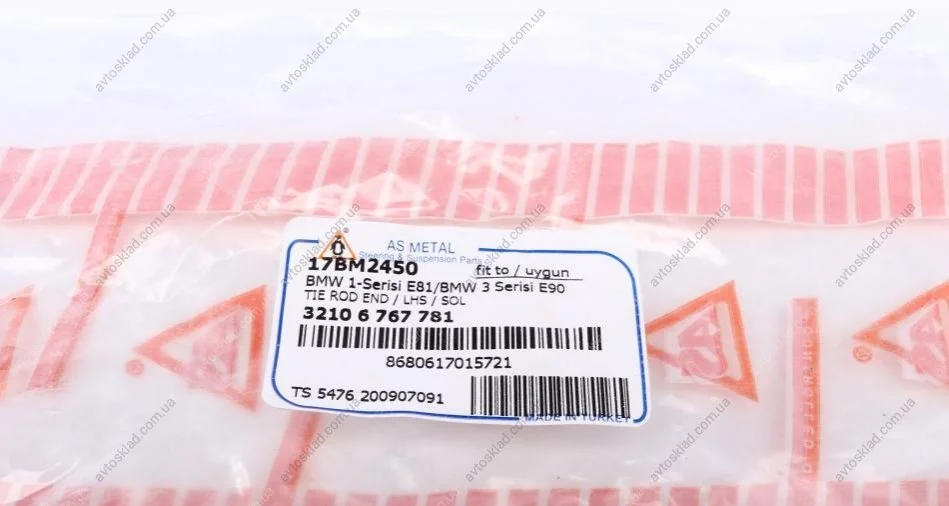 AS METAL
Steering & Suspension Parts
17BM2450
fit to / uygun
BMW 1-Serisi E81/BMW 3 Serisi E90
TIE ROD END / LHS / SOL
3210 6 767 781
8680617015721
TS 5476 200907091
MADE IN TURKEY
avtosklad.com.ua